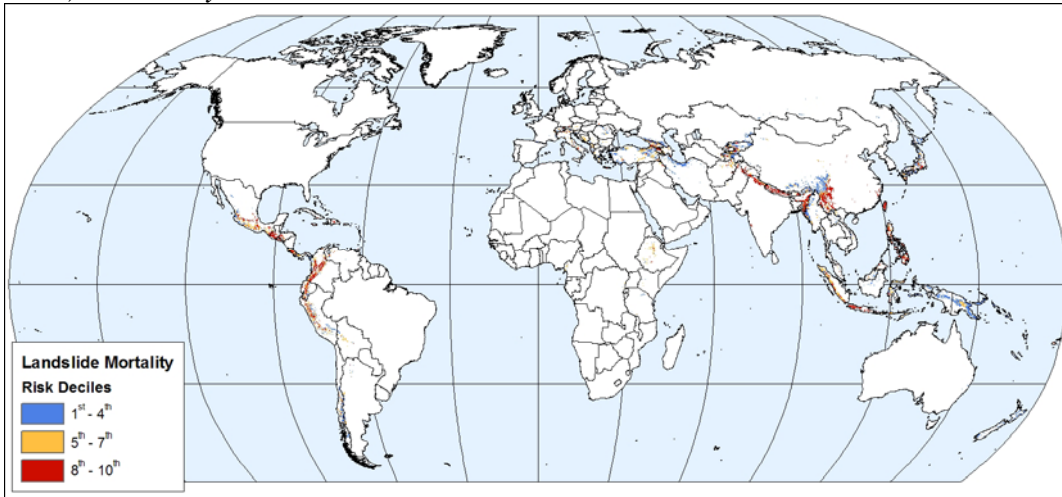 Landslide Mortality
Risk Deciles
1st - 4th
5th - 7th
8th - 10th